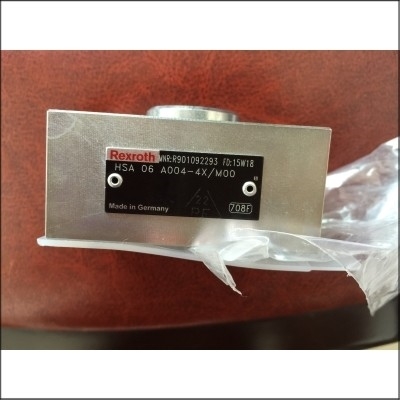 Rexroth MNR:R901092293 FD:15W18
HSA 06 A004-4X/M00
Made in Germany 708F